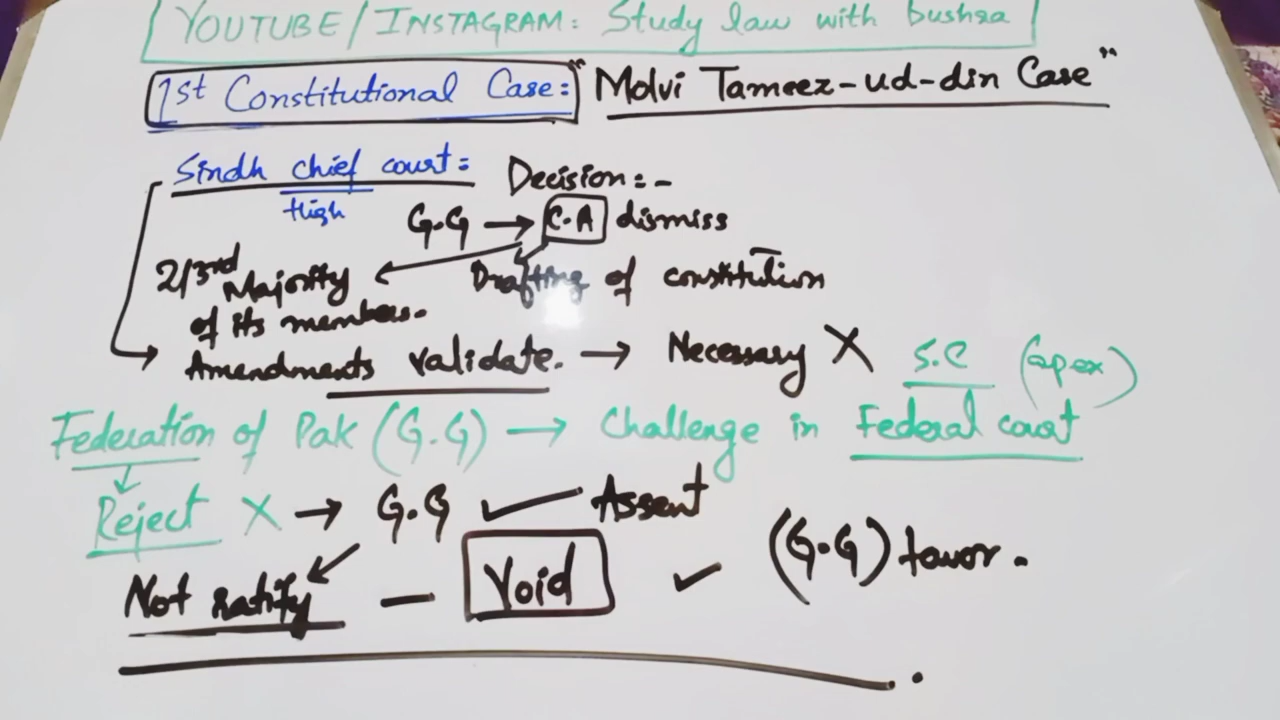 YOUTUBE/INSTAGRAM: Study law with bushra
1st Constitutional Case: "Molvi Tameez-ud-din Case"
Sindh chief court: Decision:-
High
G.G → C.A dismiss
2/3rd Majority of its members. Drafting of constitution
Amendments validate. → Necessary X
S.C (apex)
Federation of Pak (G.G) → Challenge in Federal court
Reject X → G.G ✓ Assent
Not ratify — Void ✓ (G.G) favor.